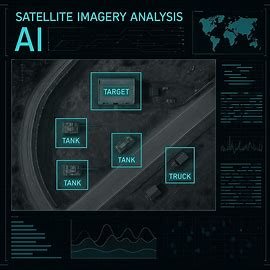 SATELLITE IMAGERY ANALYSIS
AI
TARGET
TANK
TANK
TANK
TRUCK